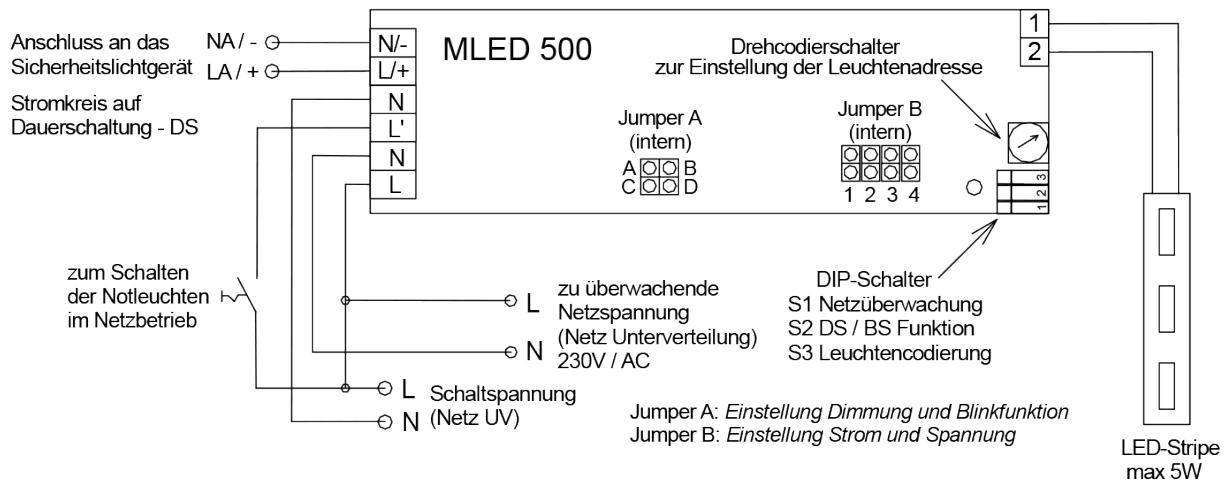 Anschluss an das
Sicherheitslichtgerät
NA / -
LA / +
Stromkreis auf
Dauerschaltung - DS
N/-
L/+
N
L'
N
L
MLED 500
Drehcodierschalter
zur Einstellung der Leuchtenadresse
1
2
Jumper A
(intern)
A B
C D
Jumper B
(intern)
1 2 3 4
3
2
1
zum Schalten
der Notleuchten
im Netzbetrieb
L
N
zu überwachende
Netzspannung
(Netz Unterverteilung)
230V / AC
L
N
Schaltspannung
(Netz UV)
DIP-Schalter
S1 Netzüberwachung
S2 DS / BS Funktion
S3 Leuchtencodierung
Jumper A: Einstellung Dimmung und Blinkfunktion
Jumper B: Einstellung Strom und Spannung
LED-Stripe
max 5W